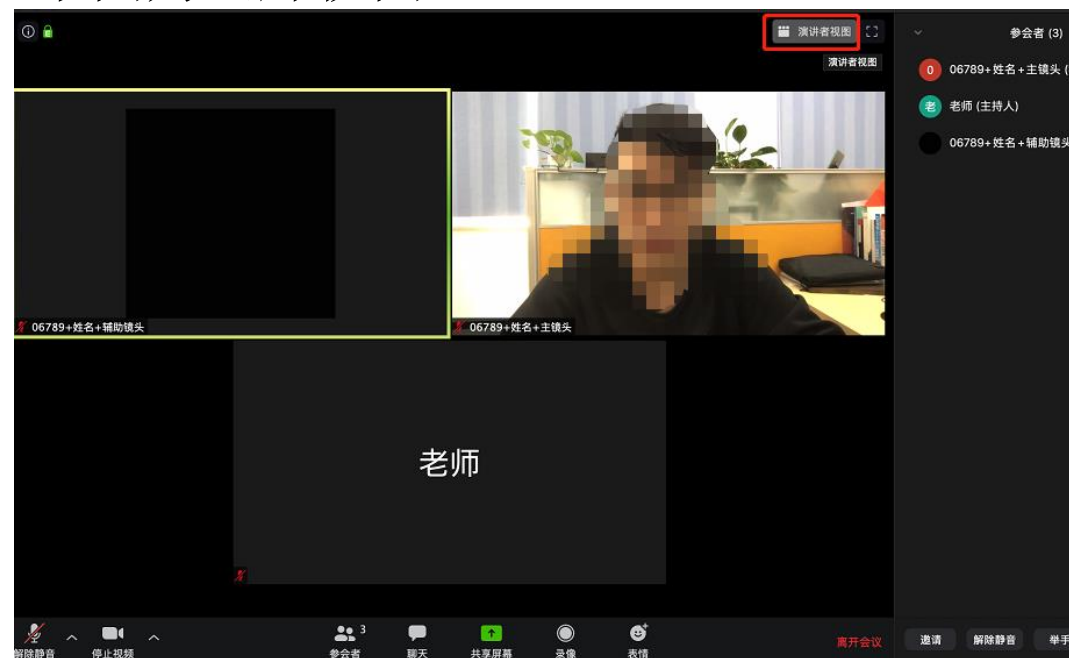 演讲者视图
参会者 (3)
演讲者视图
0 06789+姓名+主镜头 (
老 老师 (主持人)
06789+姓名+辅助镜头
06789+姓名+辅助镜头
06789+姓名+主镜头
老师
3
解除静音
停止视频
参会者
聊天
共享屏幕
录像
表情
离开会议
邀请
解除静音
举手